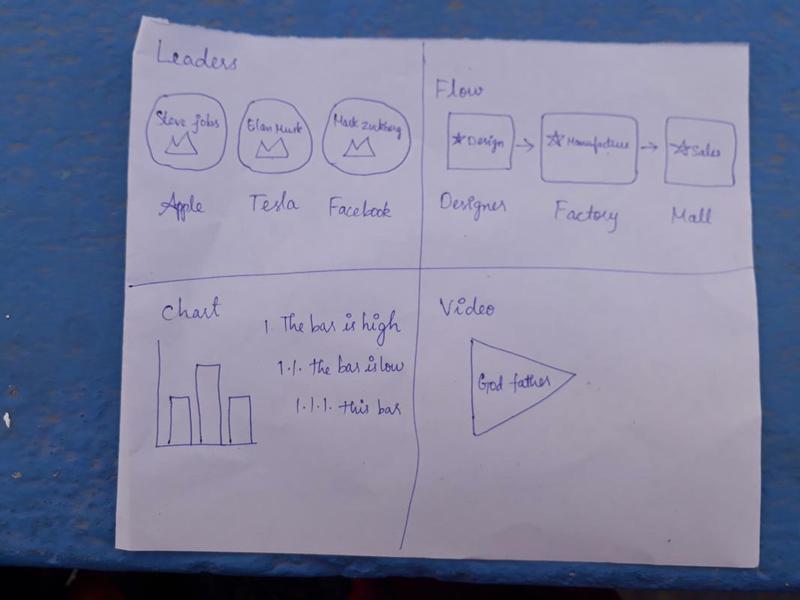 Leaders
Steve jobs
Elan Musk
Mark Zuckberg
Apple
Tesla
Facebook
Flow
Design
Manufacture
Sales
Designer
Factory
Mall
Chart
1. The bar is high
1.1. the bar is low
1.1.1. this bar
Video
God father